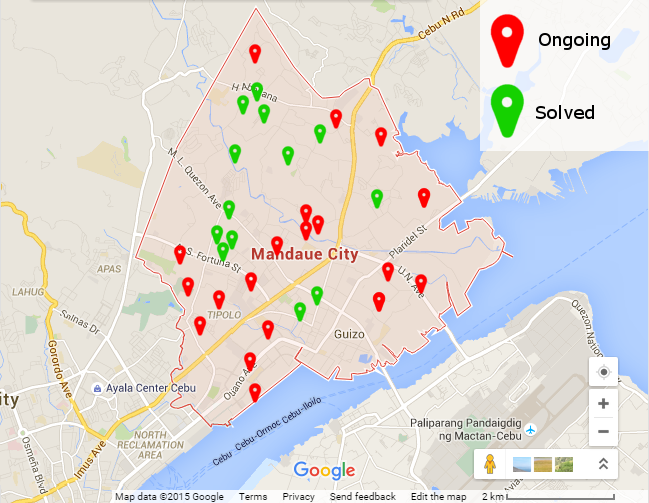 Ongoing
Solved
Cebu N Rd
H. Abellana
M. L. Quezon Ave
Plaridel St
Mandaue City
S. Fortuna St
U.N. Ave
APAS
LAHUG
TIPOLO
Salinas Dr
Guizo
Gorordo Ave
Quezon Nation
Ouano Ave
Ayala Center Cebu
City
Cebu Cebu-Ormoc Cebu-Iloilo
Paliparang Pandaigdig
ng Mactan-Cebu
NORTH
RECLAMATION
AREA
Osmeña Blvd
Imus Ave
Google
Map data ©2015 Google Terms Privacy Send feedback Edit the map 2 km